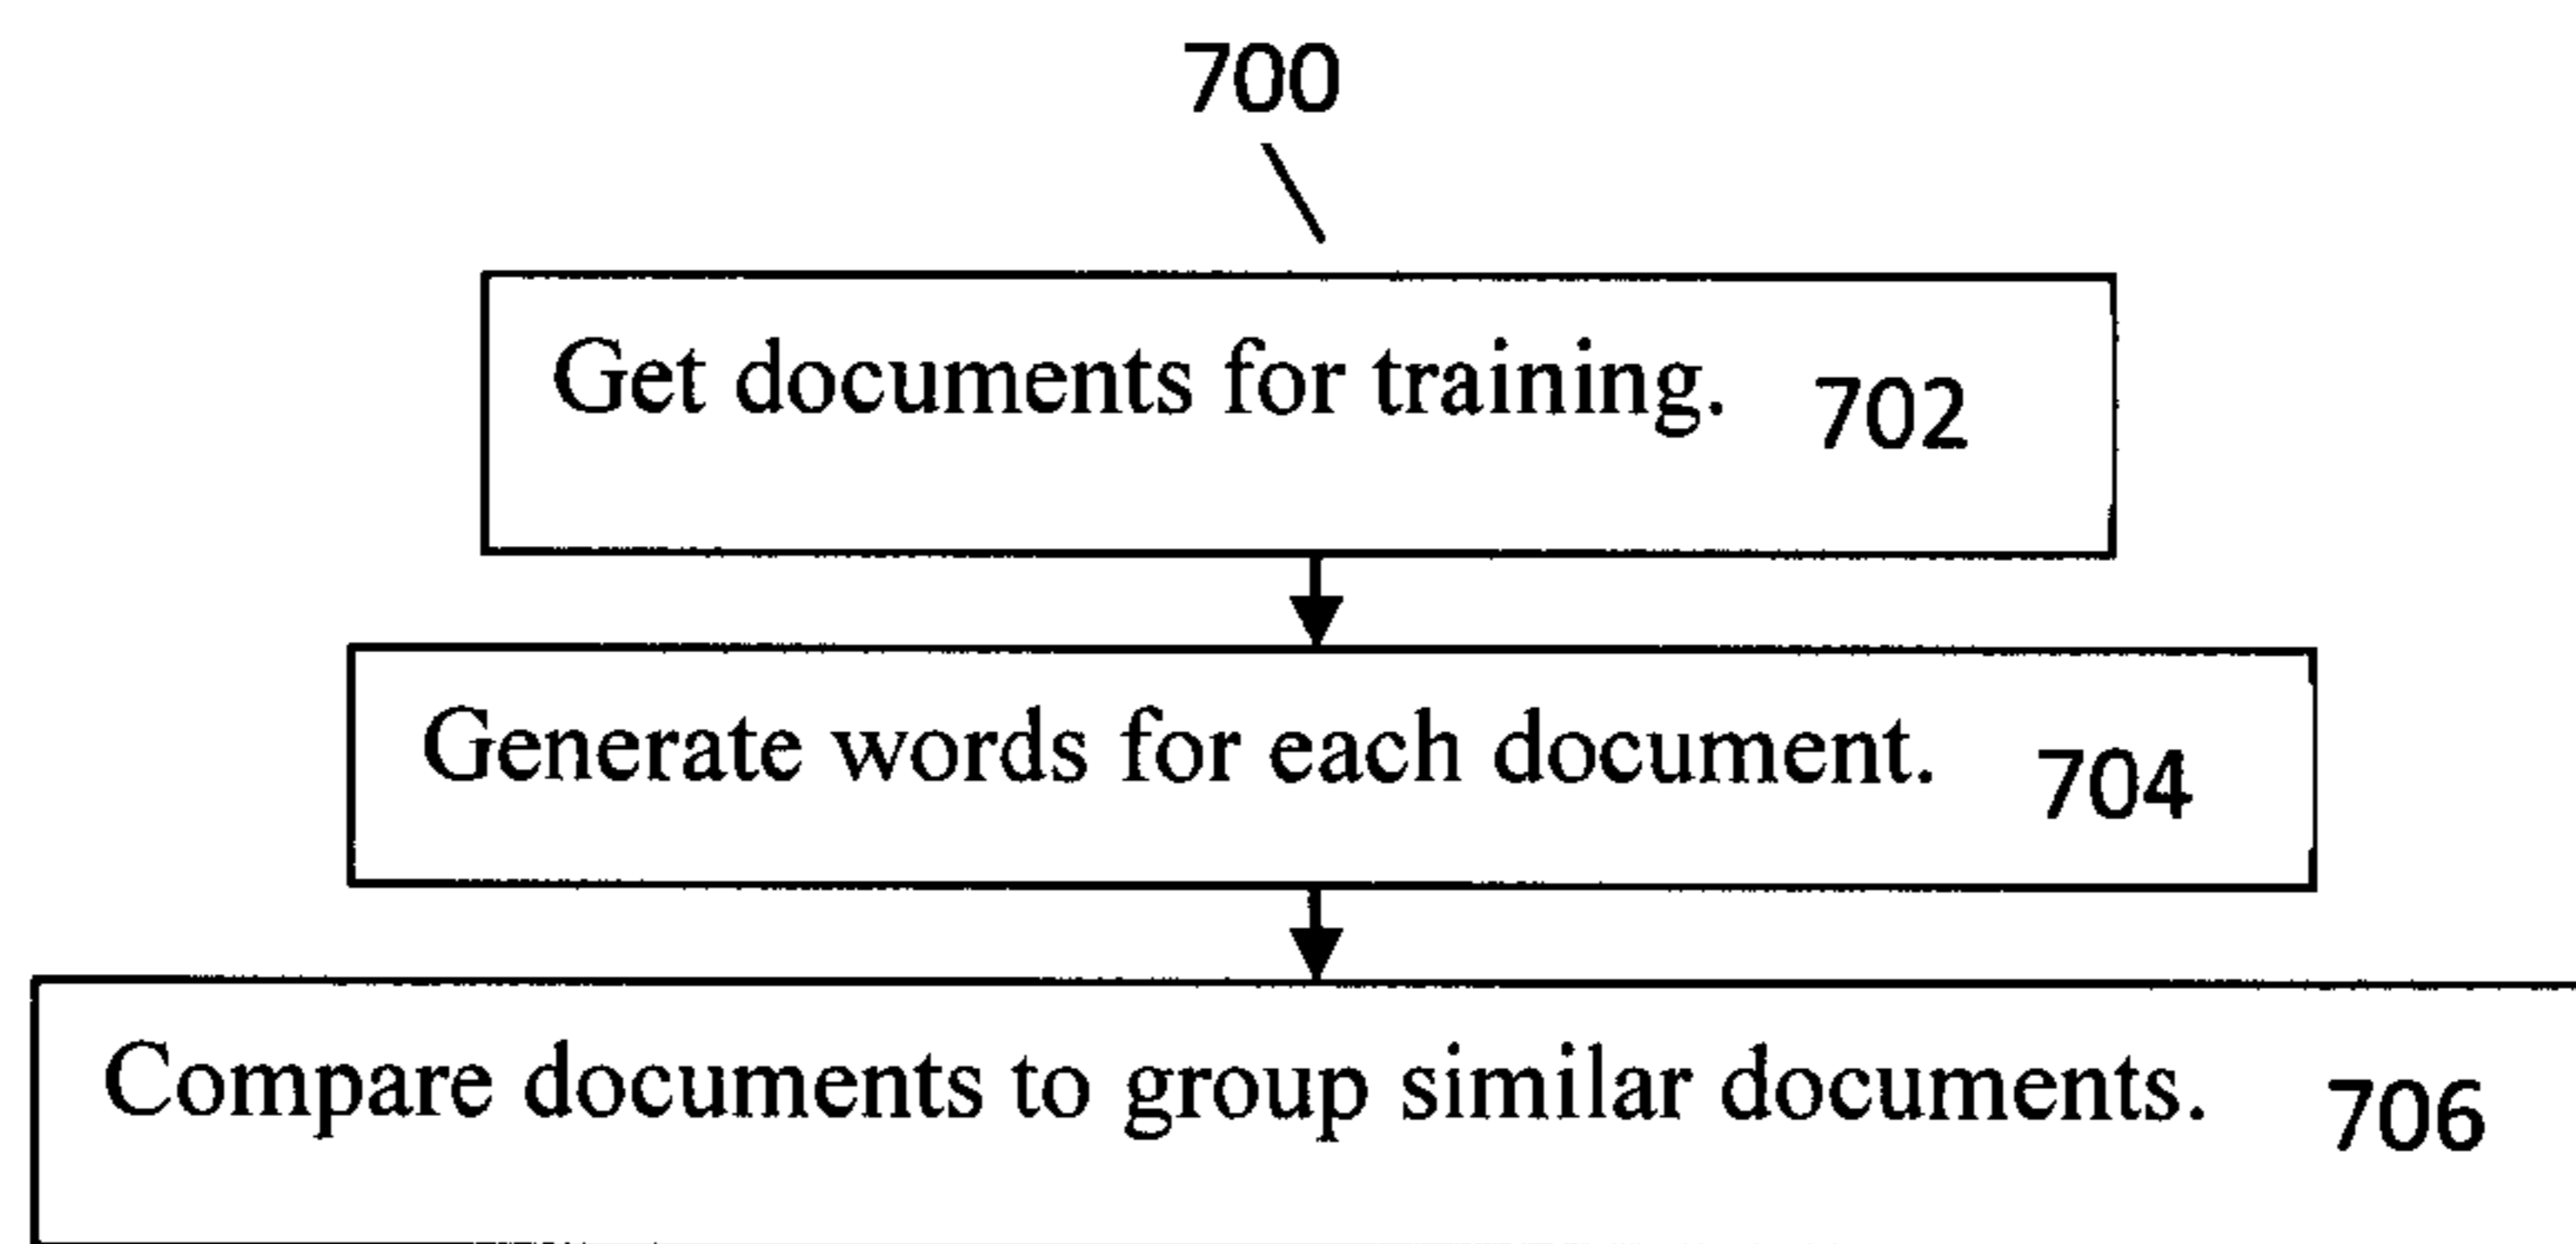 700
Get documents for training. 702
Generate words for each document. 704
Compare documents to group similar documents. 706